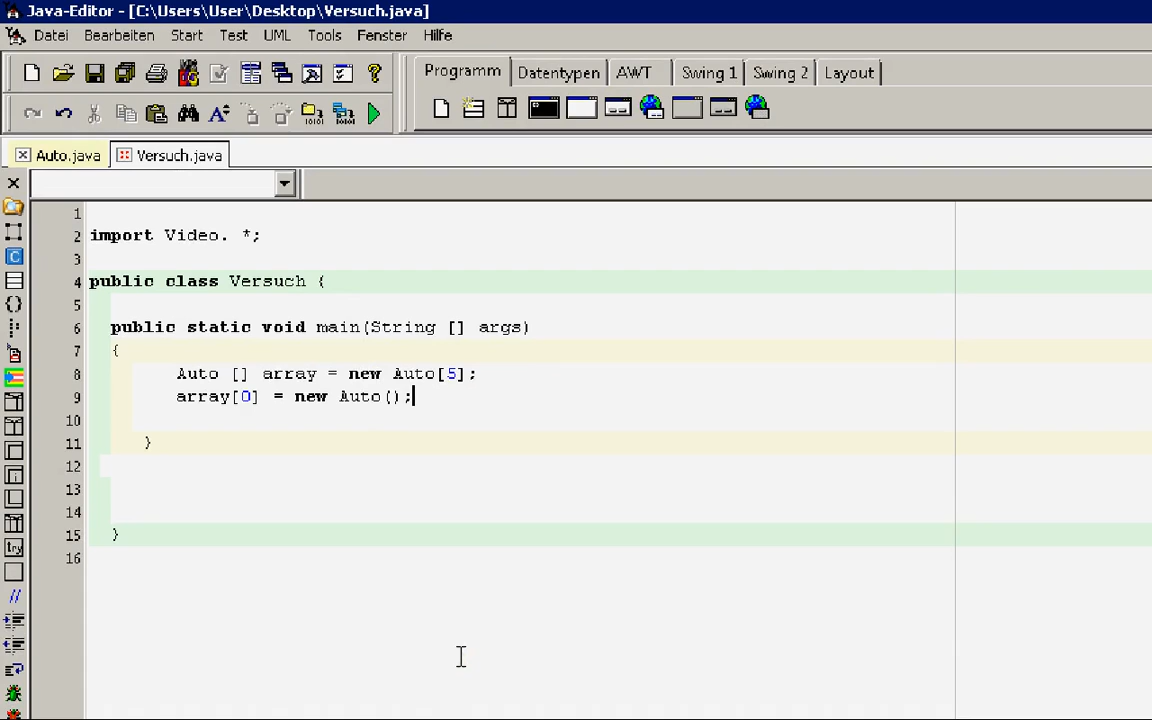 Java-Editor - [C:\Users\User\Desktop\Versuch.java]
Datei Bearbeiten Start Test UML Tools Fenster Hilfe
Programm Datentypen AWT Swing 1 Swing 2 Layout
Auto.java Versuch.java
1
2 import Video. *;
3
4 public class Versuch {
5
6 public static void main(String [] args)
7 {
8 Auto [] array = new Auto[5];
9 array[0] = new Auto();
10
11 }
12
13
14
15 }
16